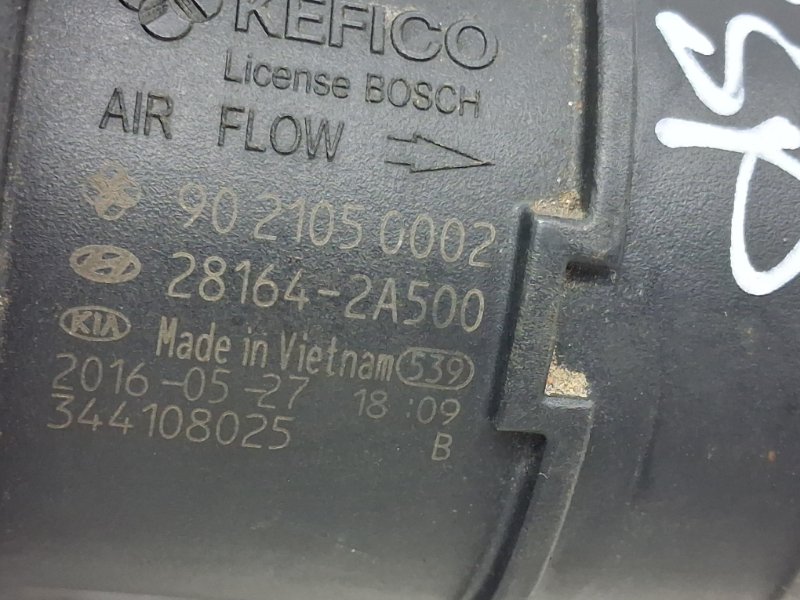 KEFICO
License BOSCH
AIR FLOW
90 2105 0002
28164-2A500
KIA Made in Vietnam 539
2016-05-27 18:09
344108025 B